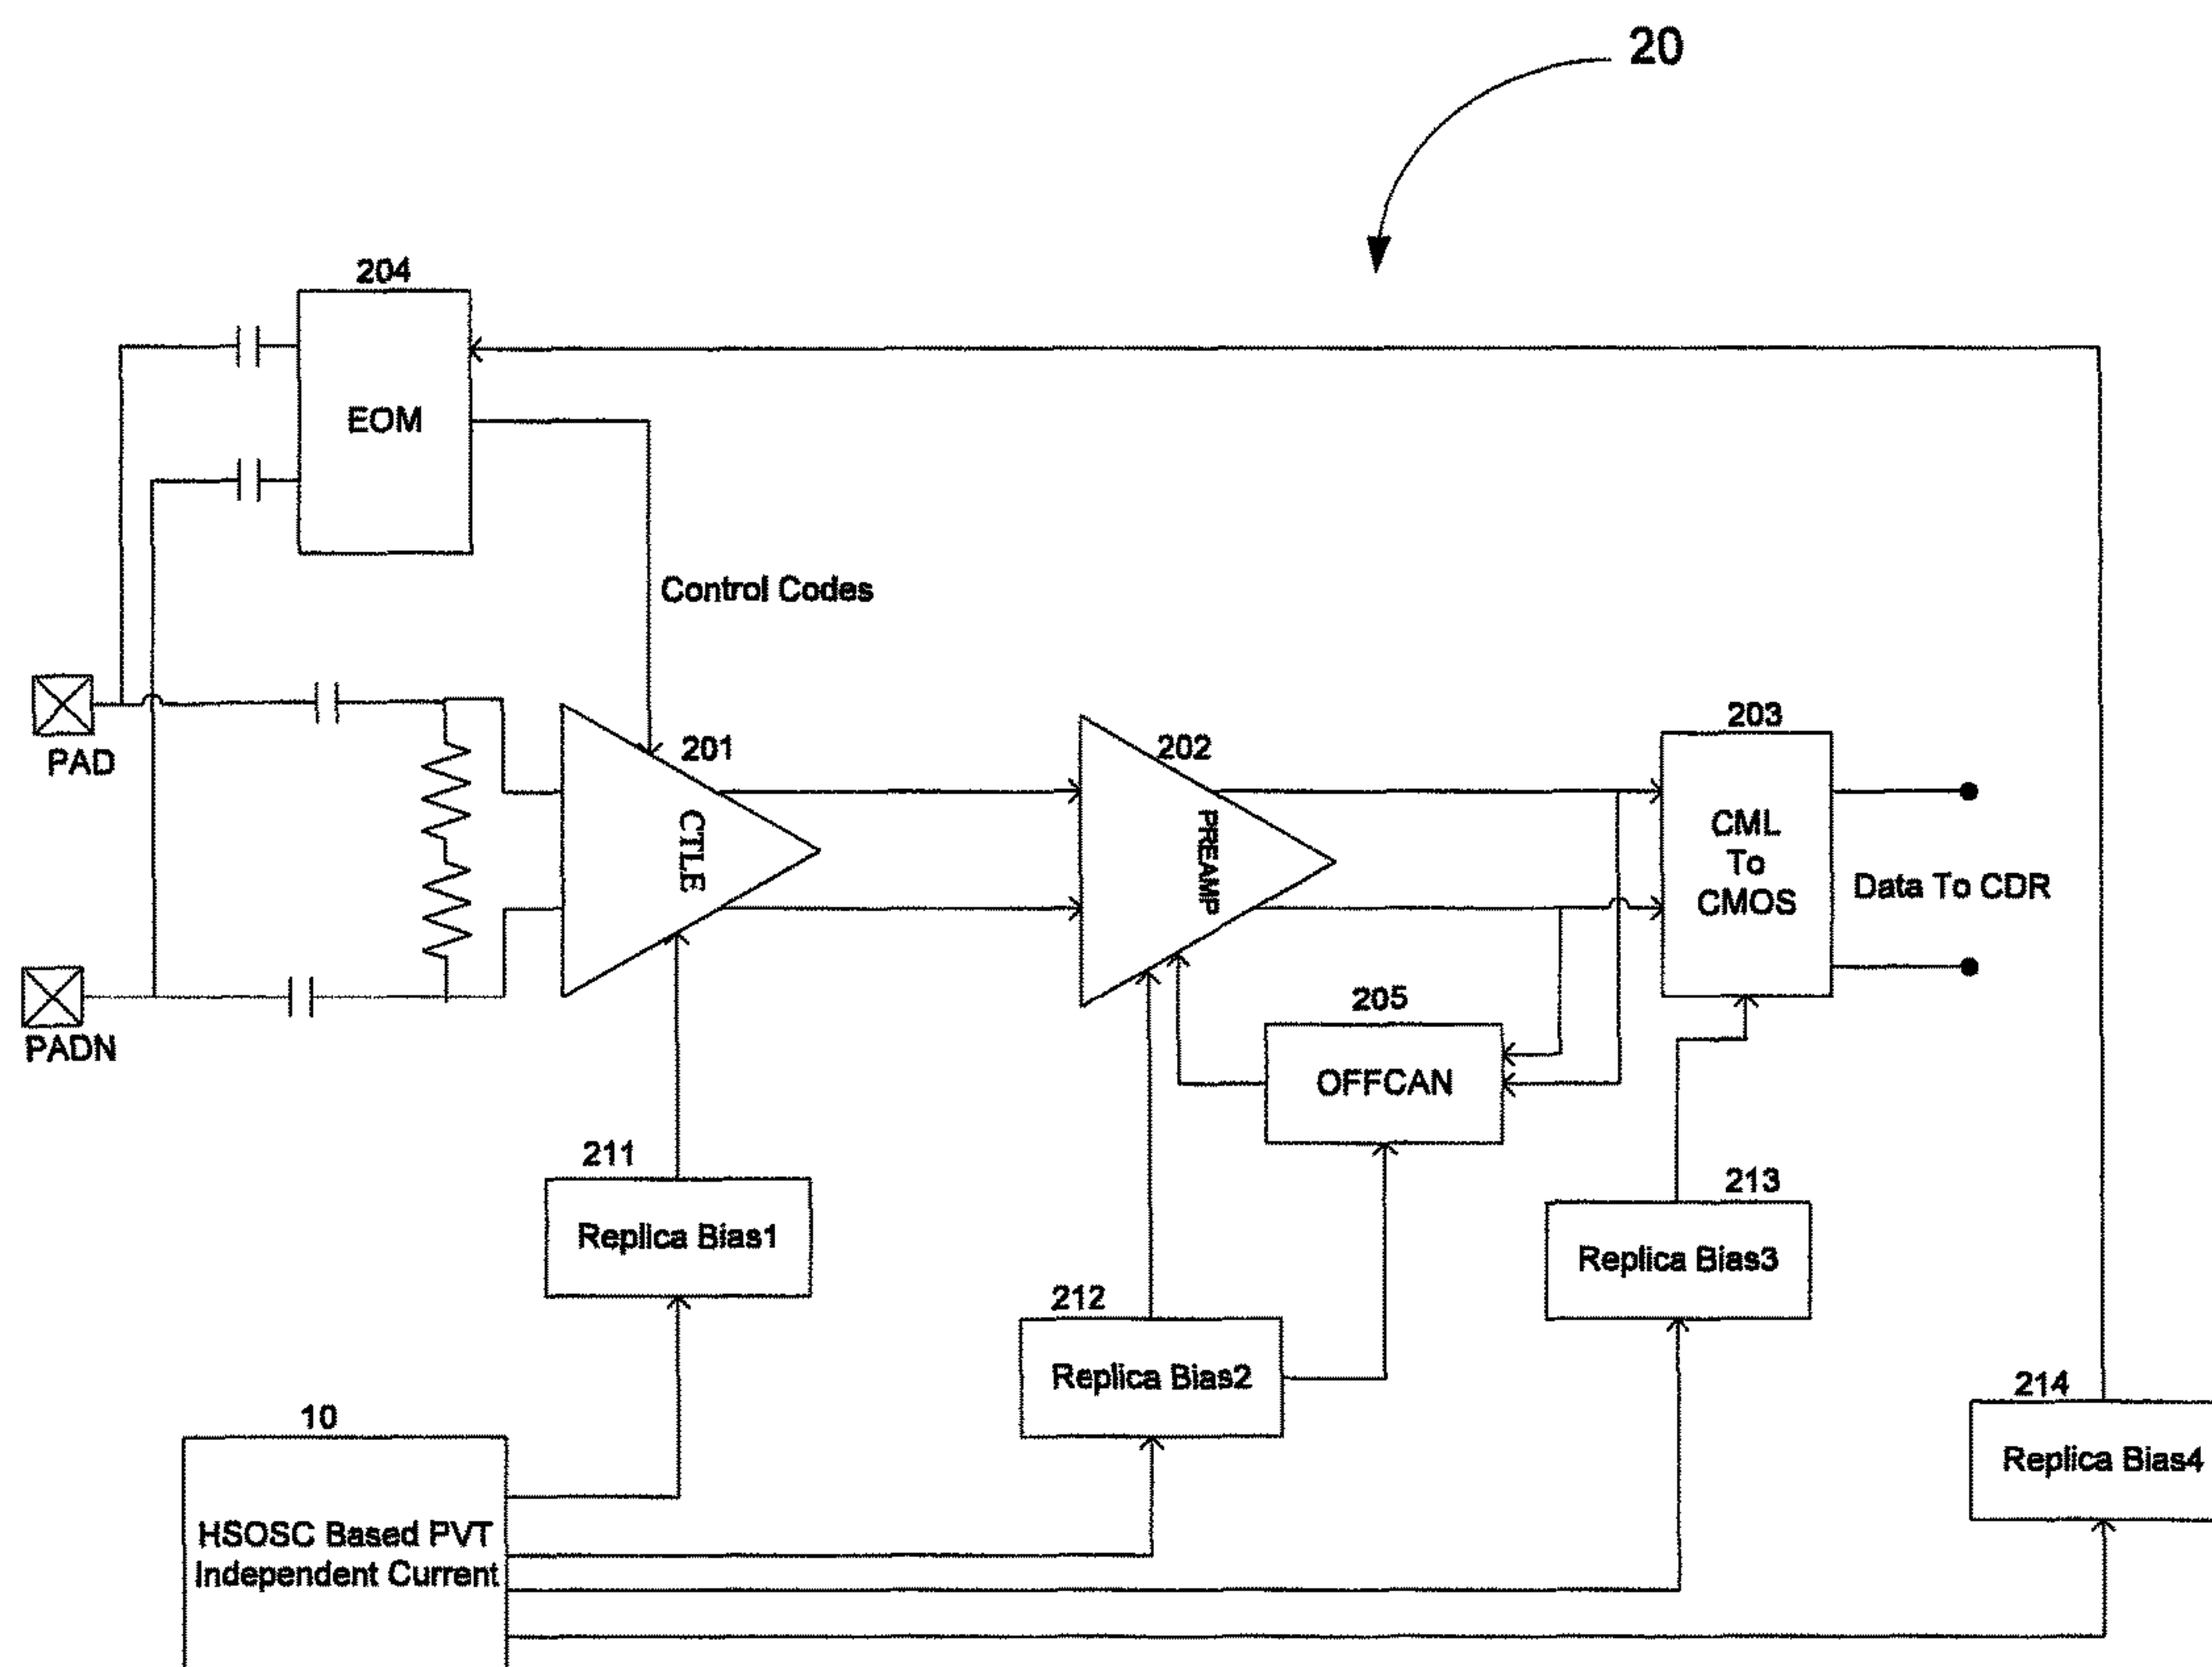 20
204
EOM
Control Codes
PAD
201
CTLE
202
PREAMP
203
CML
To
CMOS
Data To CDR
PADN
205
OFFCAN
211
Replica Bias1
212
Replica Bias2
213
Replica Bias3
214
Replica Bias4
10
HSOSC Based PVT
Independent Current